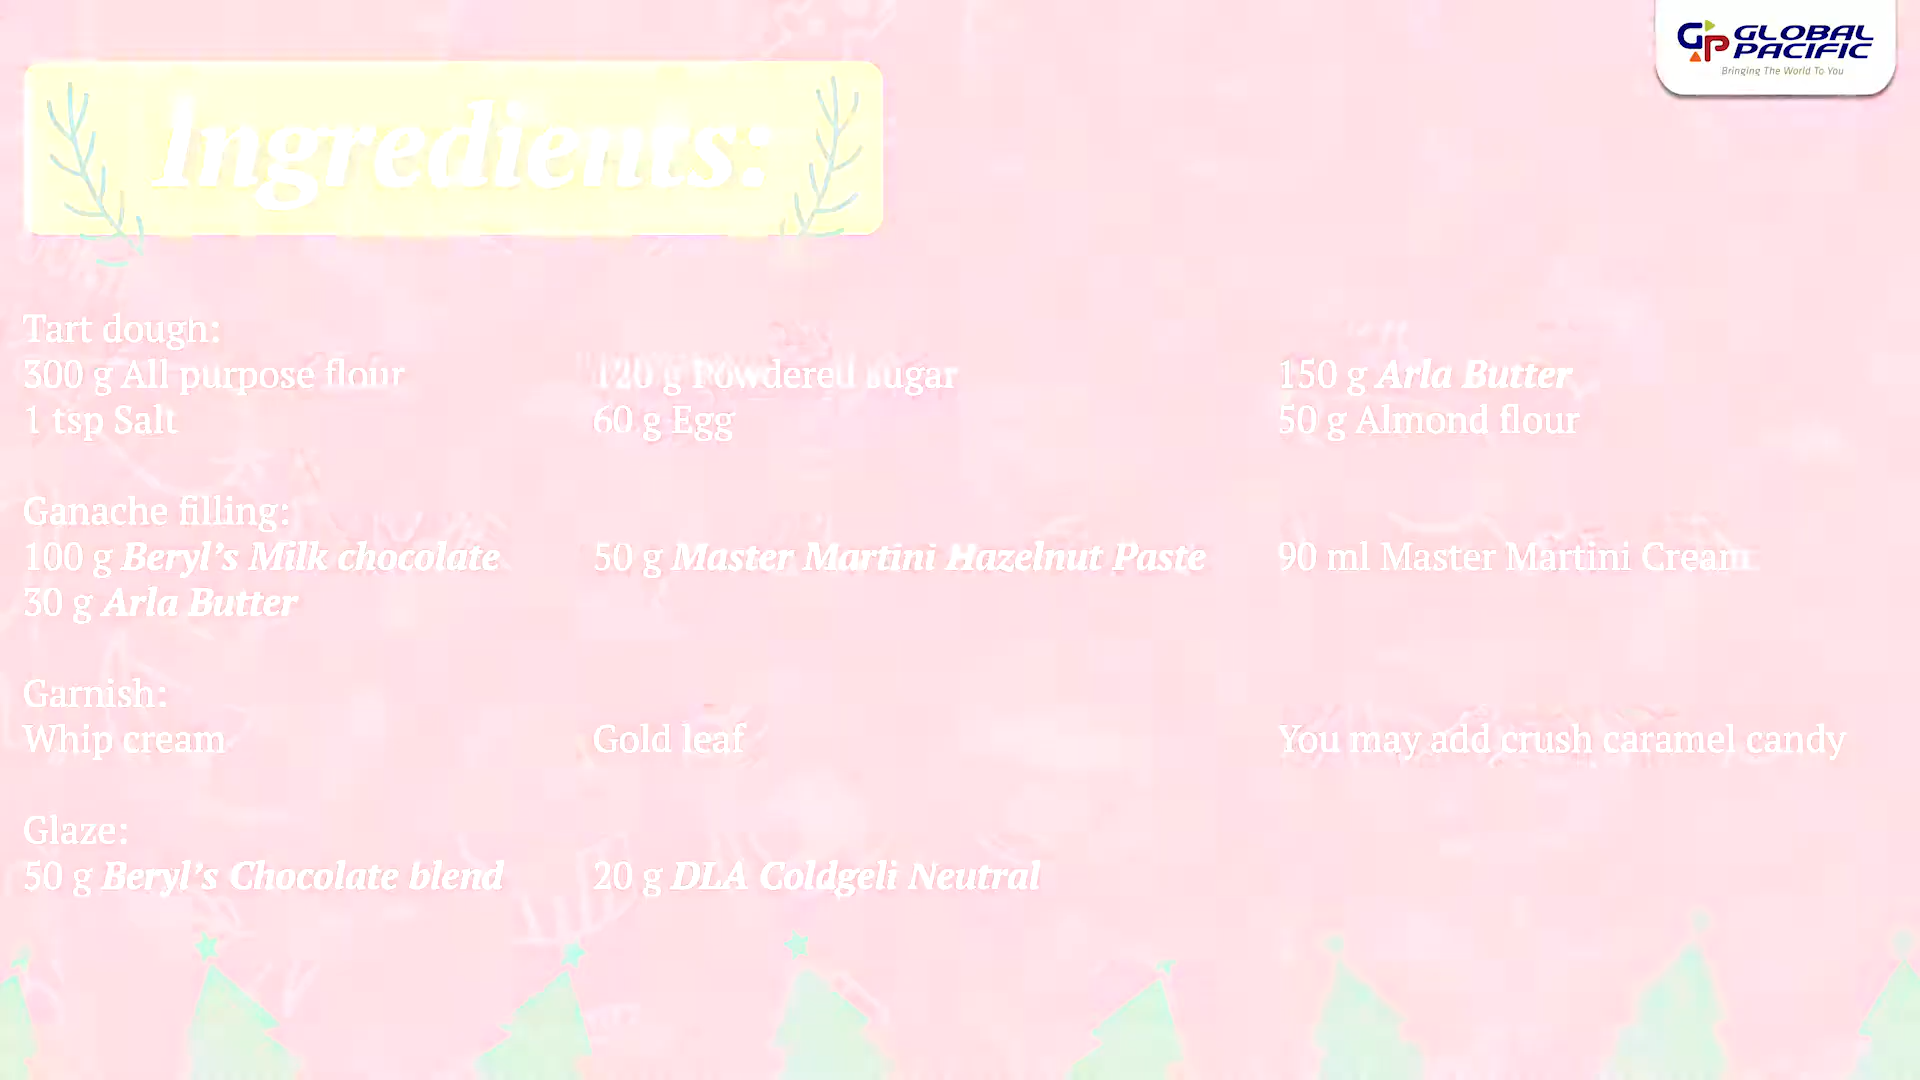 GLOBAL
PACIFIC
Bringing The World To You
Ingredients:
Tart dough:
300 g All purpose flour
120 g Powdered sugar
150 g Arla Butter
1 tsp Salt
60 g Egg
50 g Almond flour
Ganache filling:
100 g Beryl’s Milk chocolate
50 g Master Martini Hazelnut Paste
90 ml Master Martini Cream
30 g Arla Butter
Garnish:
Whip cream
Gold leaf
You may add crush caramel candy
Glaze:
50 g Beryl’s Chocolate blend
20 g DLA Coldgeli Neutral